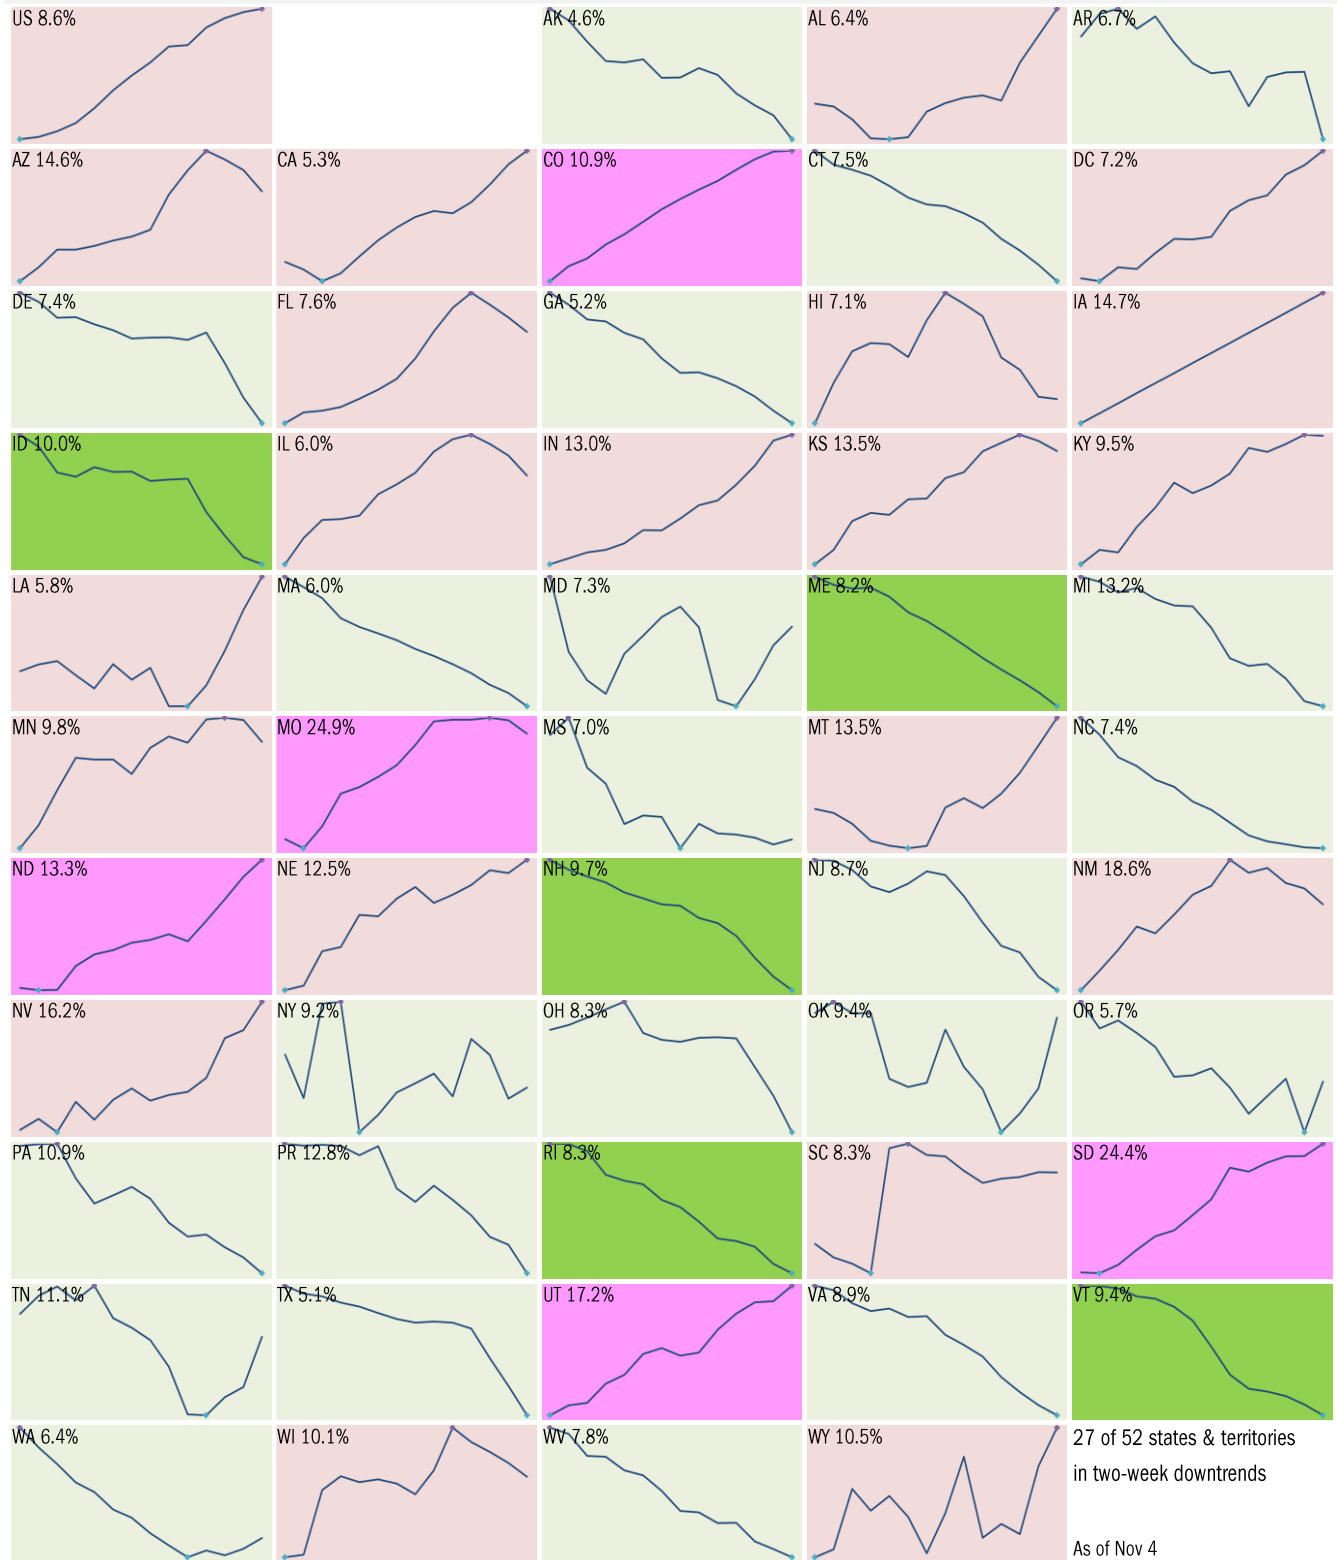 US 8.6%
AK 4.6%
AL 6.4%
AR 6.7%
AZ 14.6%
CA 5.3%
CO 10.9%
CT 7.5%
DC 7.2%
DE 7.4%
FL 7.6%
GA 5.2%
HI 7.1%
IA 14.7%
ID 10.0%
IL 6.0%
IN 13.0%
KS 13.5%
KY 9.5%
LA 5.8%
MA 6.0%
MD 7.3%
ME 8.2%
MI 13.2%
MN 9.8%
MO 24.9%
MS 7.0%
MT 13.5%
NC 7.4%
ND 13.3%
NE 12.5%
NH 9.7%
NJ 8.7%
NM 18.6%
NV 16.2%
NY 9.2%
OH 8.3%
OK 9.4%
OR 5.7%
PA 10.9%
PR 12.8%
RI 8.3%
SC 8.3%
SD 24.4%
TN 11.1%
TX 5.1%
UT 17.2%
VA 8.9%
VT 9.4%
WA 6.4%
WI 10.1%
WV 7.8%
WY 10.5%
27 of 52 states & territories
in two-week downtrends
As of Nov 4